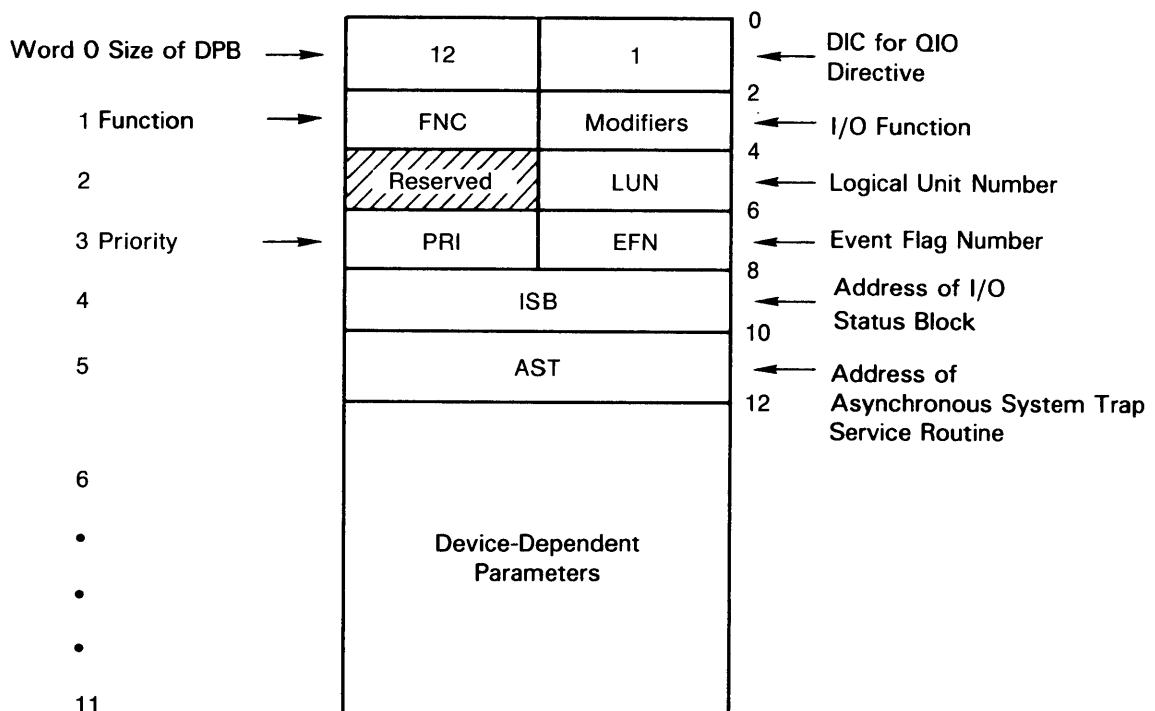 0
Word 0 Size of DPB
12
1
DIC for QIO
Directive
2
1 Function
FNC
Modifiers
I/O Function
4
2
Reserved
LUN
Logical Unit Number
6
3 Priority
PRI
EFN
Event Flag Number
8
4
ISB
Address of I/O
Status Block
10
5
AST
Address of
Asynchronous System Trap
Service Routine
12
6
•
•
•
Device-Dependent
Parameters
11